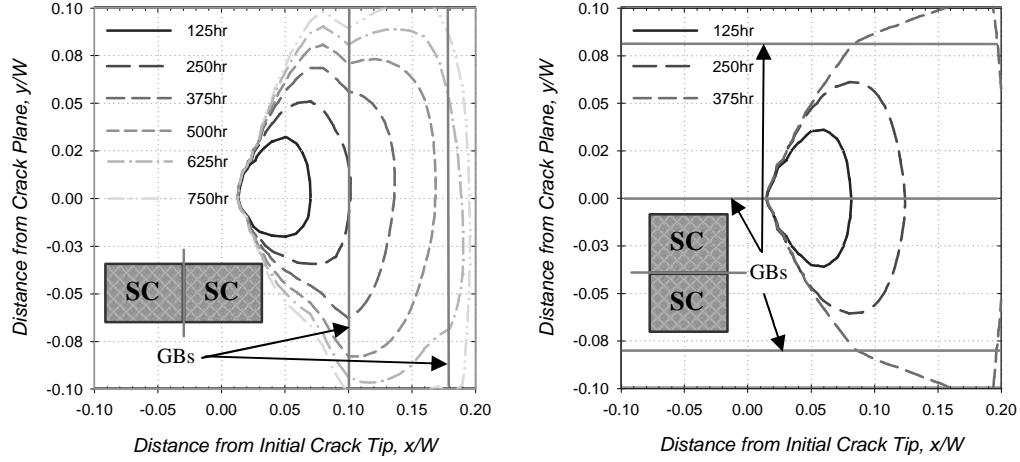 0.10
0.08
0.05
0.02
0.00
-0.03
-0.05
-0.08
-0.10
Distance from Crack Plane, y/W
125hr
250hr
375hr
500hr
625hr
750hr
SC SC
GBs
-0.10 -0.05 0.00 0.05 0.10 0.15 0.20
Distance from Initial Crack Tip, x/W
0.10
0.08
0.05
0.02
0.00
-0.03
-0.05
-0.08
-0.10
Distance from Crack Plane, y/W
125hr
250hr
375hr
SC
SC
GBs
-0.10 -0.05 0.00 0.05 0.10 0.15 0.20
Distance from Initial Crack Tip, x/W